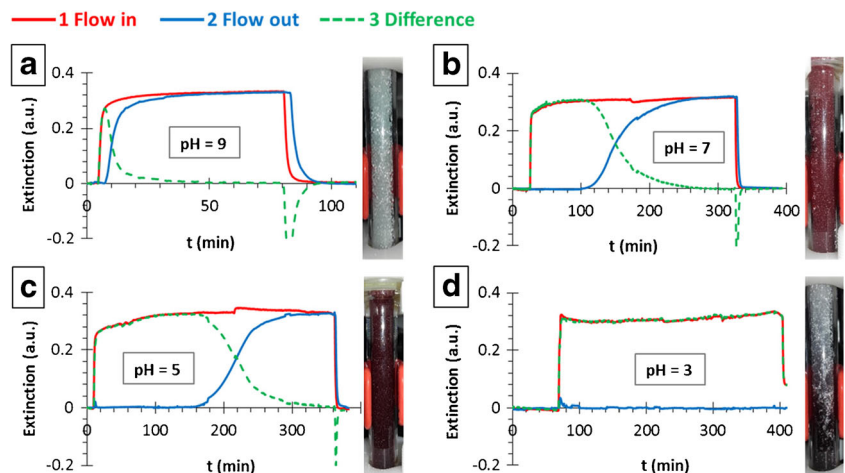 1 Flow in 2 Flow out 3 Difference
a
Extinction (a.u.)
0.4
0.2
0
-0.2
pH = 9
0 50 100
t (min)
b
Extinction (a.u.)
0.4
0.2
0
-0.2
pH = 7
0 100 200 300 400
t (min)
c
Extinction (a.u.)
0.4
0.2
0
-0.2
pH = 5
0 100 200 300
t (min)
d
Extinction (a.u.)
0.4
0.2
0
-0.2
pH = 3
0 100 200 300 400
t (min)